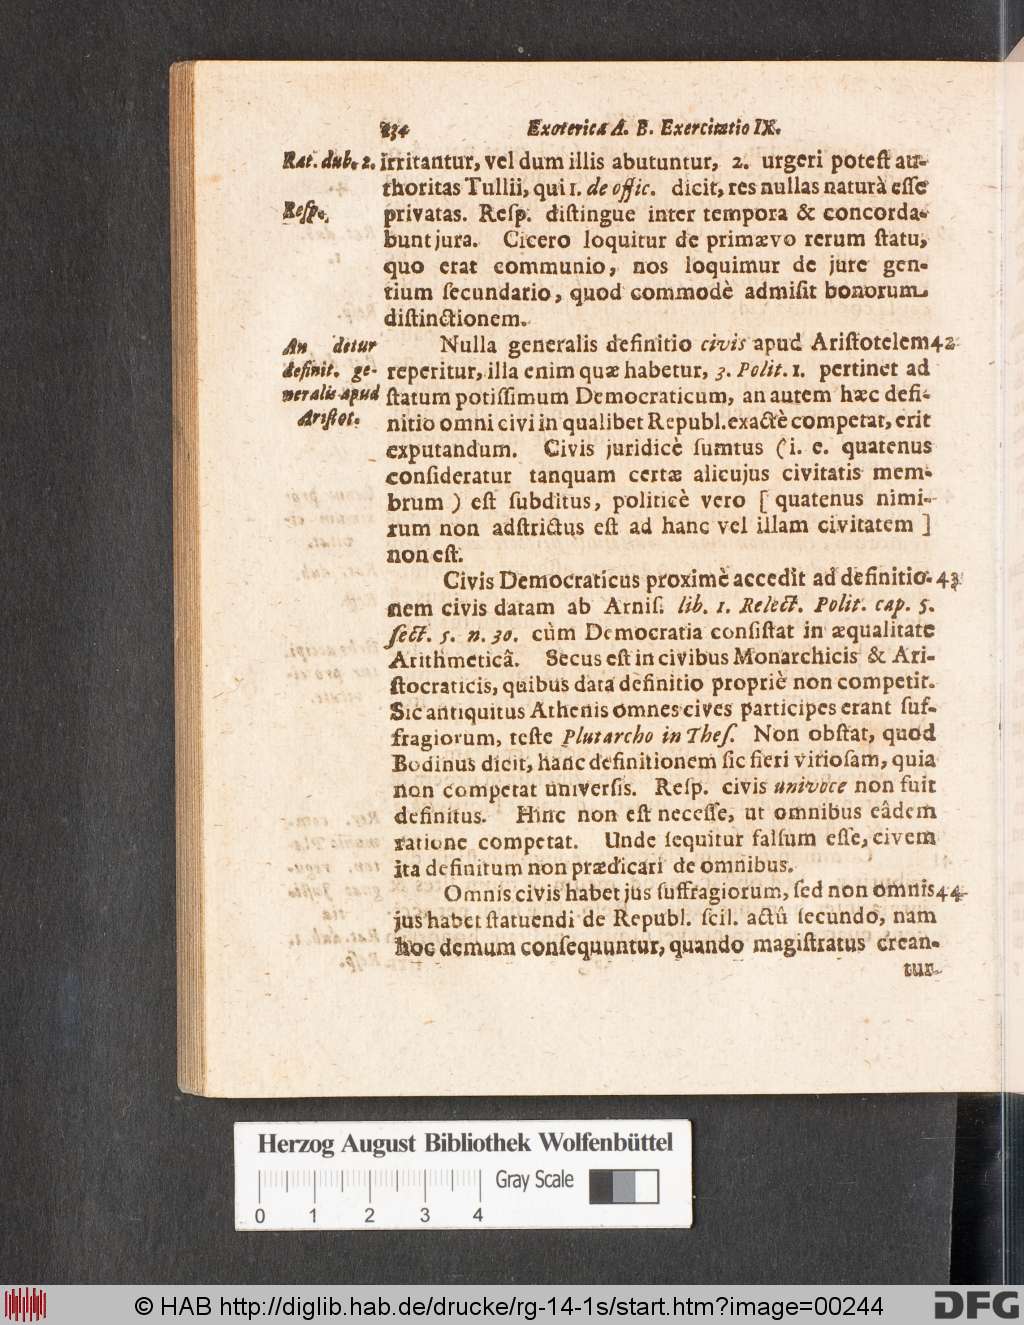 234 Exoterica A. B. Exercitatio IX.
Rat. dub. 2. irritantur, vel dum illis abutuntur, 2. urgeri poteſt au-
thoritas Tullii, qui 1. de offic. dicit, res nullas naturà eſſe
Reſp. privatas. Reſp. diſtingue inter tempora & concorda-
bunt jura. Cicero loquitur de primævo rerum ſtatu,
quo erat communio, nos loquimur de jure gen-
tium ſecundario, quod commodè admiſit bonorum
diſtinctionem.
An detur Nulla generalis definitio civis apud Ariſtotelem 42
definit. ge- reperitur, illa enim quæ habetur, 3. Polit. 1. pertinet ad
neralis apud ſtatum potiſſimum Democraticum, an autem hæc defi-
Ariſtot. nitio omni civi in qualibet Republ. exactè competat, erit
exputandum. Civis juridicè ſumtus (i. e. quatenus
conſideratur tanquam certæ alicujus civitatis mem-
brum) eſt ſubditus, politicè vero [quatenus nimi-
rum non adſtrictus eſt ad hanc vel illam civitatem]
non eſt.
Civis Democraticus proximè accedit ad definitio- 43
nem civis datam ab Arniſ. lib. 1. Relect. Polit. cap. 5.
ſect. 5. n. 30. cùm Democratia conſiſtat in æqualitate
Arithmeticâ. Secus eſt in civibus Monarchicis & Ari-
ſtocraticis, quibus data definitio propriè non competit.
Sic antiquitus Athenis omnes cives participes erant ſuf-
fragiorum, teſte Plutarcho in Theſ. Non obſtat, quod
Bodinus dicit, hanc definitionem ſic fieri vitioſam, quia
non competat universis. Reſp. civis univoce non fuit
definitus. Hinc non eſt neceſſe, ut omnibus eâdem
ratione competat. Unde ſequitur falſum eſſe, civem
ita definitum non prædicari de omnibus.
Omnis civis habet jus ſuffragiorum, ſed non omnis 44
jus habet ſtatuendi de Republ. ſcil. actû ſecundo, nam
hoc demum conſequuntur, quando magiſtratus crean-
tur
Herzog August Bibliothek Wolfenbüttel
Gray Scale
0 1 2 3 4
© HAB http://diglib.hab.de/drucke/rg-14-1s/start.htm?image=00244
DFG